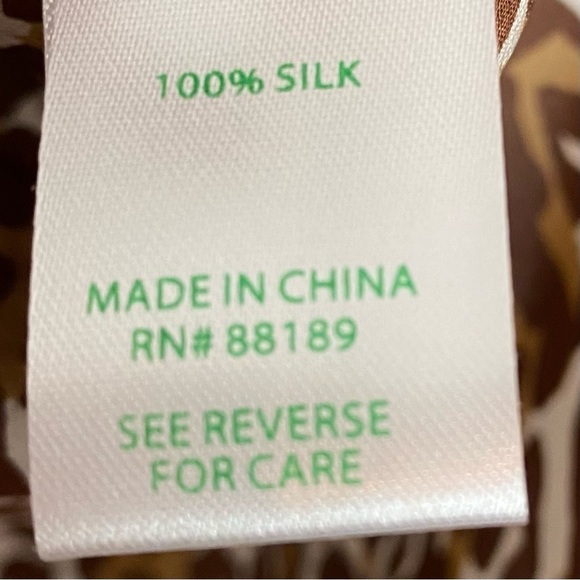 100% SILK
MADE IN CHINA
RN# 88189
SEE REVERSE
FOR CARE